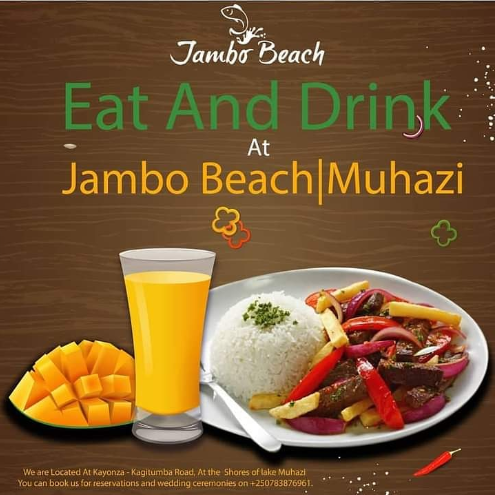 Jambo Beach
Eat And Drink
At
Jambo Beach|Muhazi
We are Located At Kayonza - Kagitumba Road, At the Shores of lake Muhazi
You can book us for reservations and wedding ceremonies on +250783876961.